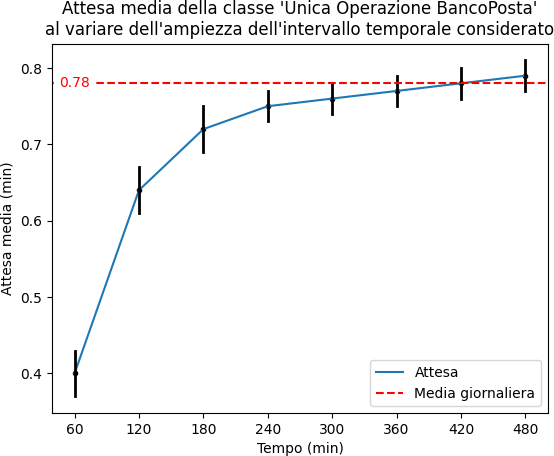 Attesa media della classe 'Unica Operazione BancoPosta'
al variare dell'ampiezza dell'intervallo temporale considerato
0.8
0.78
0.7
0.6
0.5
0.4
Attesa media (min)
Attesa
Media giornaliera
60 120 180 240 300 360 420 480
Tempo (min)